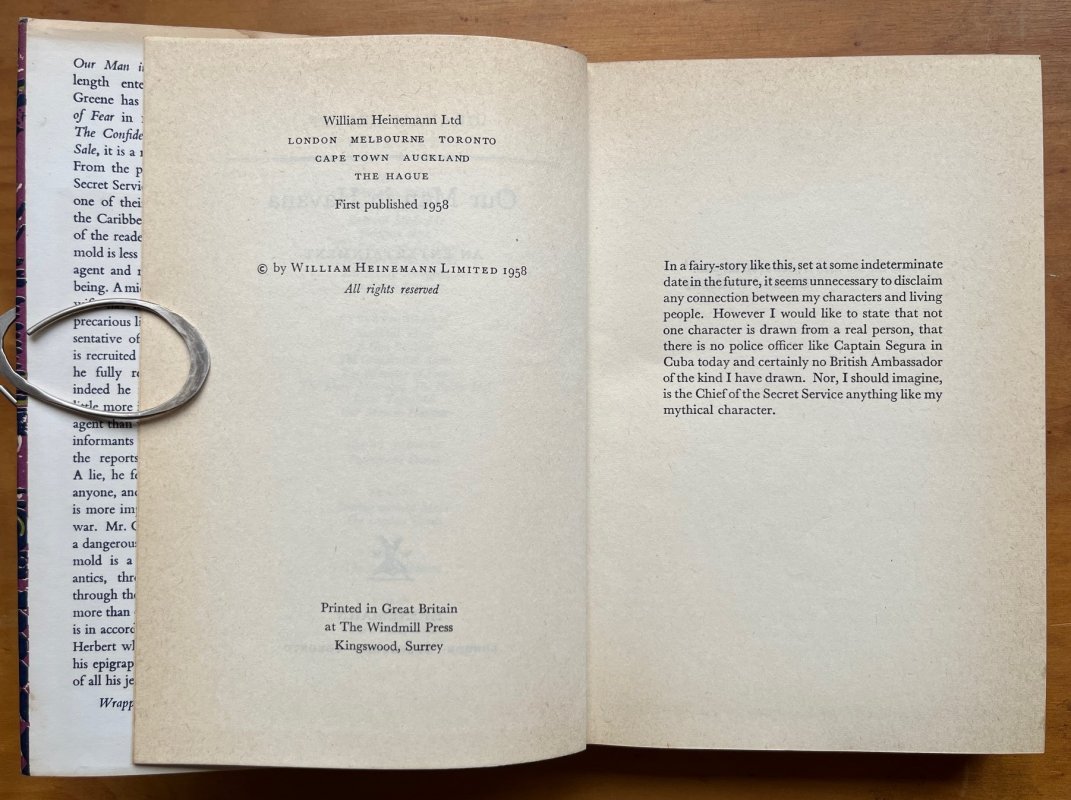 Our Man i
length ente
Greene has
of Fear in
The Confide
Sale, it is a
From the p
Secret Servi
one of thei
the Caribbe
of the reade
mold is less
agent and
being. A mi
precarious li
sentative of
is recruited
he fully r
indeed he
little more
agent than
informants
the reports
A lie, he f
anyone, an
is more im
war. Mr. G
a dangerou
mold is a
antics, thr
through the
more than
is in accord
Herbert w
his epigrap
of all his je
Wrapp
William Heinemann Ltd
LONDON MELBOURNE TORONTO
CAPE TOWN AUCKLAND
THE HAGUE
First published 1958
© by WILLIAM HEINEMANN LIMITED 1958
All rights reserved
Printed in Great Britain
at The Windmill Press
Kingswood, Surrey
In a fairy-story like this, set at some indeterminate
date in the future, it seems unnecessary to disclaim
any connection between my characters and living
people. However I would like to state that not
one character is drawn from a real person, that
there is no police officer like Captain Segura in
Cuba today and certainly no British Ambassador
of the kind I have drawn. Nor, I should imagine,
is the Chief of the Secret Service anything like my
mythical character.